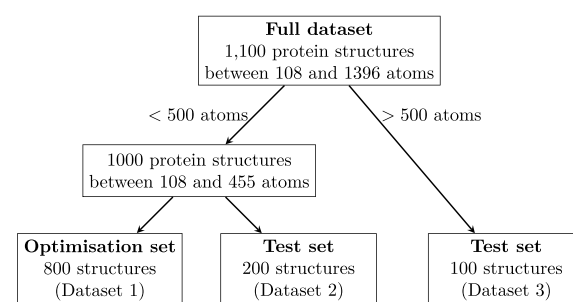 Full dataset
1,100 protein structures
between 108 and 1396 atoms
< 500 atoms
> 500 atoms
1000 protein structures
between 108 and 455 atoms
Optimisation set
800 structures
(Dataset 1)
Test set
200 structures
(Dataset 2)
Test set
100 structures
(Dataset 3)